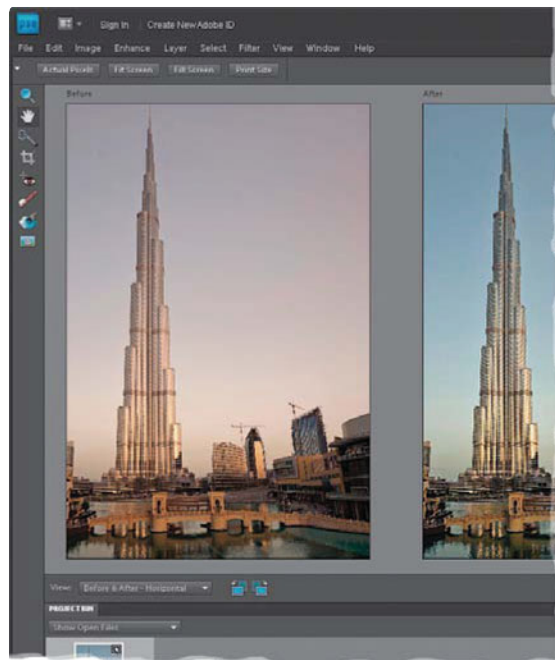 pse Sign In Create New Adobe ID
File Edit Image Enhance Layer Select Filter View Window Help
Actual Pixels Fit Screen Fill Screen Print Size
Before After
View: Before & After - Horizontal
PROJECT BIN
Show Open Files